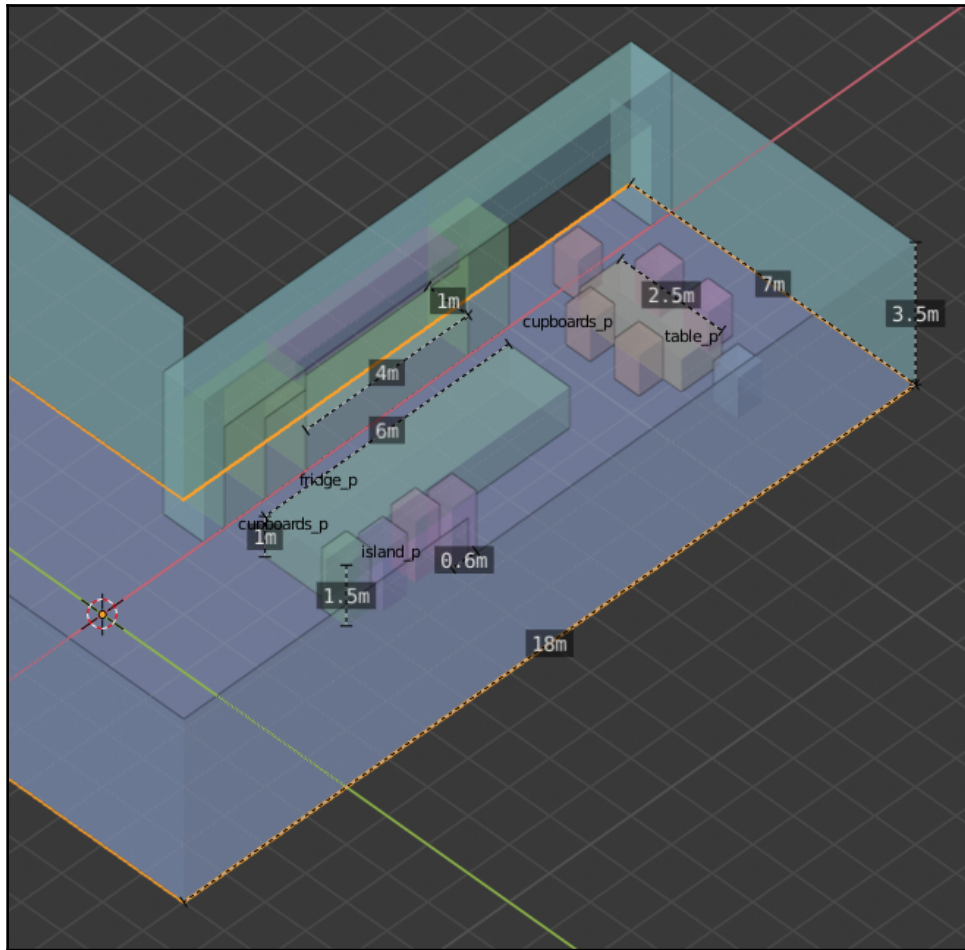 7m
1m
2.5m
3.5m
cupboards_p
table_p
4m
6m
fridge_p
cupboards_p
1m
island_p
0.6m
1.5m
18m